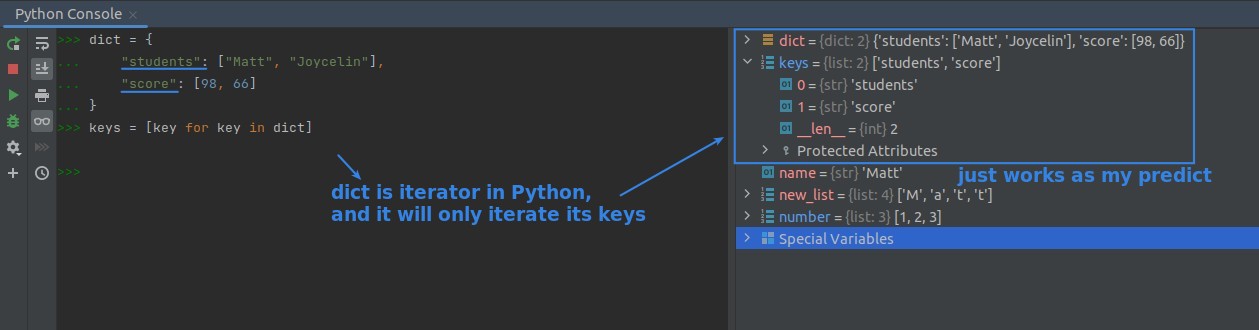 Python Console ×
>>> dict = {
... "students": ["Matt", "Joycelin"],
... "score": [98, 66]
... }
>>> keys = [key for key in dict]
>>>
dict is iterator in Python,
and it will only iterate its keys
dict = {dict: 2} {'students': ['Matt', 'Joycelin'], 'score': [98, 66]}
keys = {list: 2} ['students', 'score']
0 = {str} 'students'
1 = {str} 'score'
__len__ = {int} 2
Protected Attributes
name = {str} 'Matt'
just works as my predict
new_list = {list: 4} ['M', 'a', 't', 't']
number = {list: 3} [1, 2, 3]
Special Variables